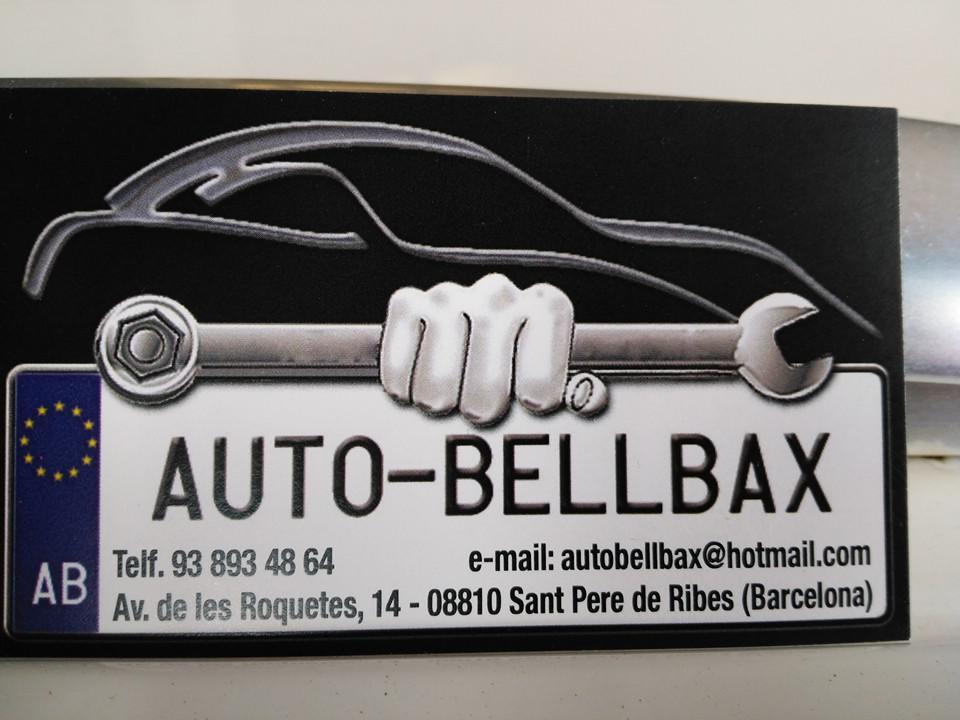 AUTO-BELLBAX
AB
Telf. 93 893 48 64
e-mail: autobellbax@hotmail.com
Av. de les Roquetes, 14 - 08810 Sant Pere de Ribes (Barcelona)